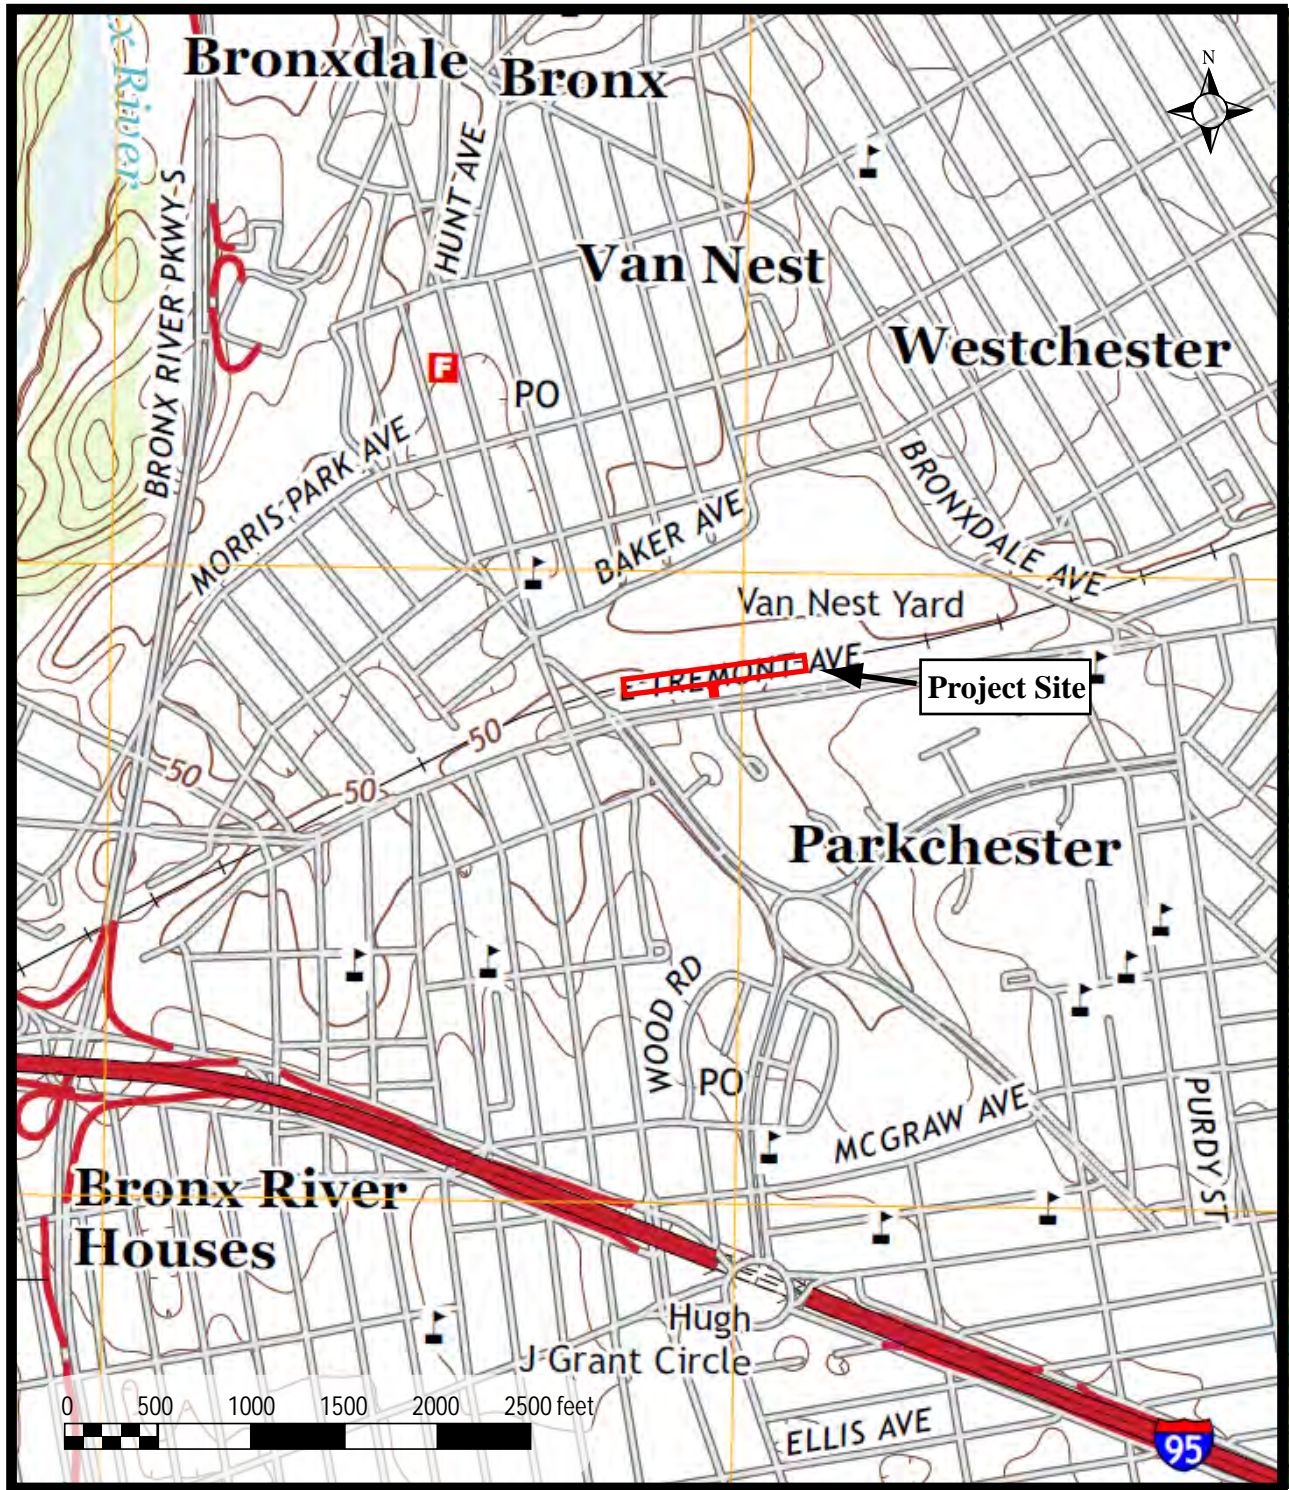 Bronxdale
Bronx
N
x River
HUNT AVE
BRONX RIVER PKWY S
Van Nest
Westchester
F
PO
MORRIS PARK AVE
BRONXDALE AVE
BAKER AVE
Van Nest Yard
E TREMONT AVE
Project Site
50
50
50
Parkchester
WOOD RD
PO
MCGRAW AVE
PURDY ST
Bronx River
Houses
Hugh
J Grant Circle
0 500 1000 1500 2000 2500 feet
ELLIS AVE
95